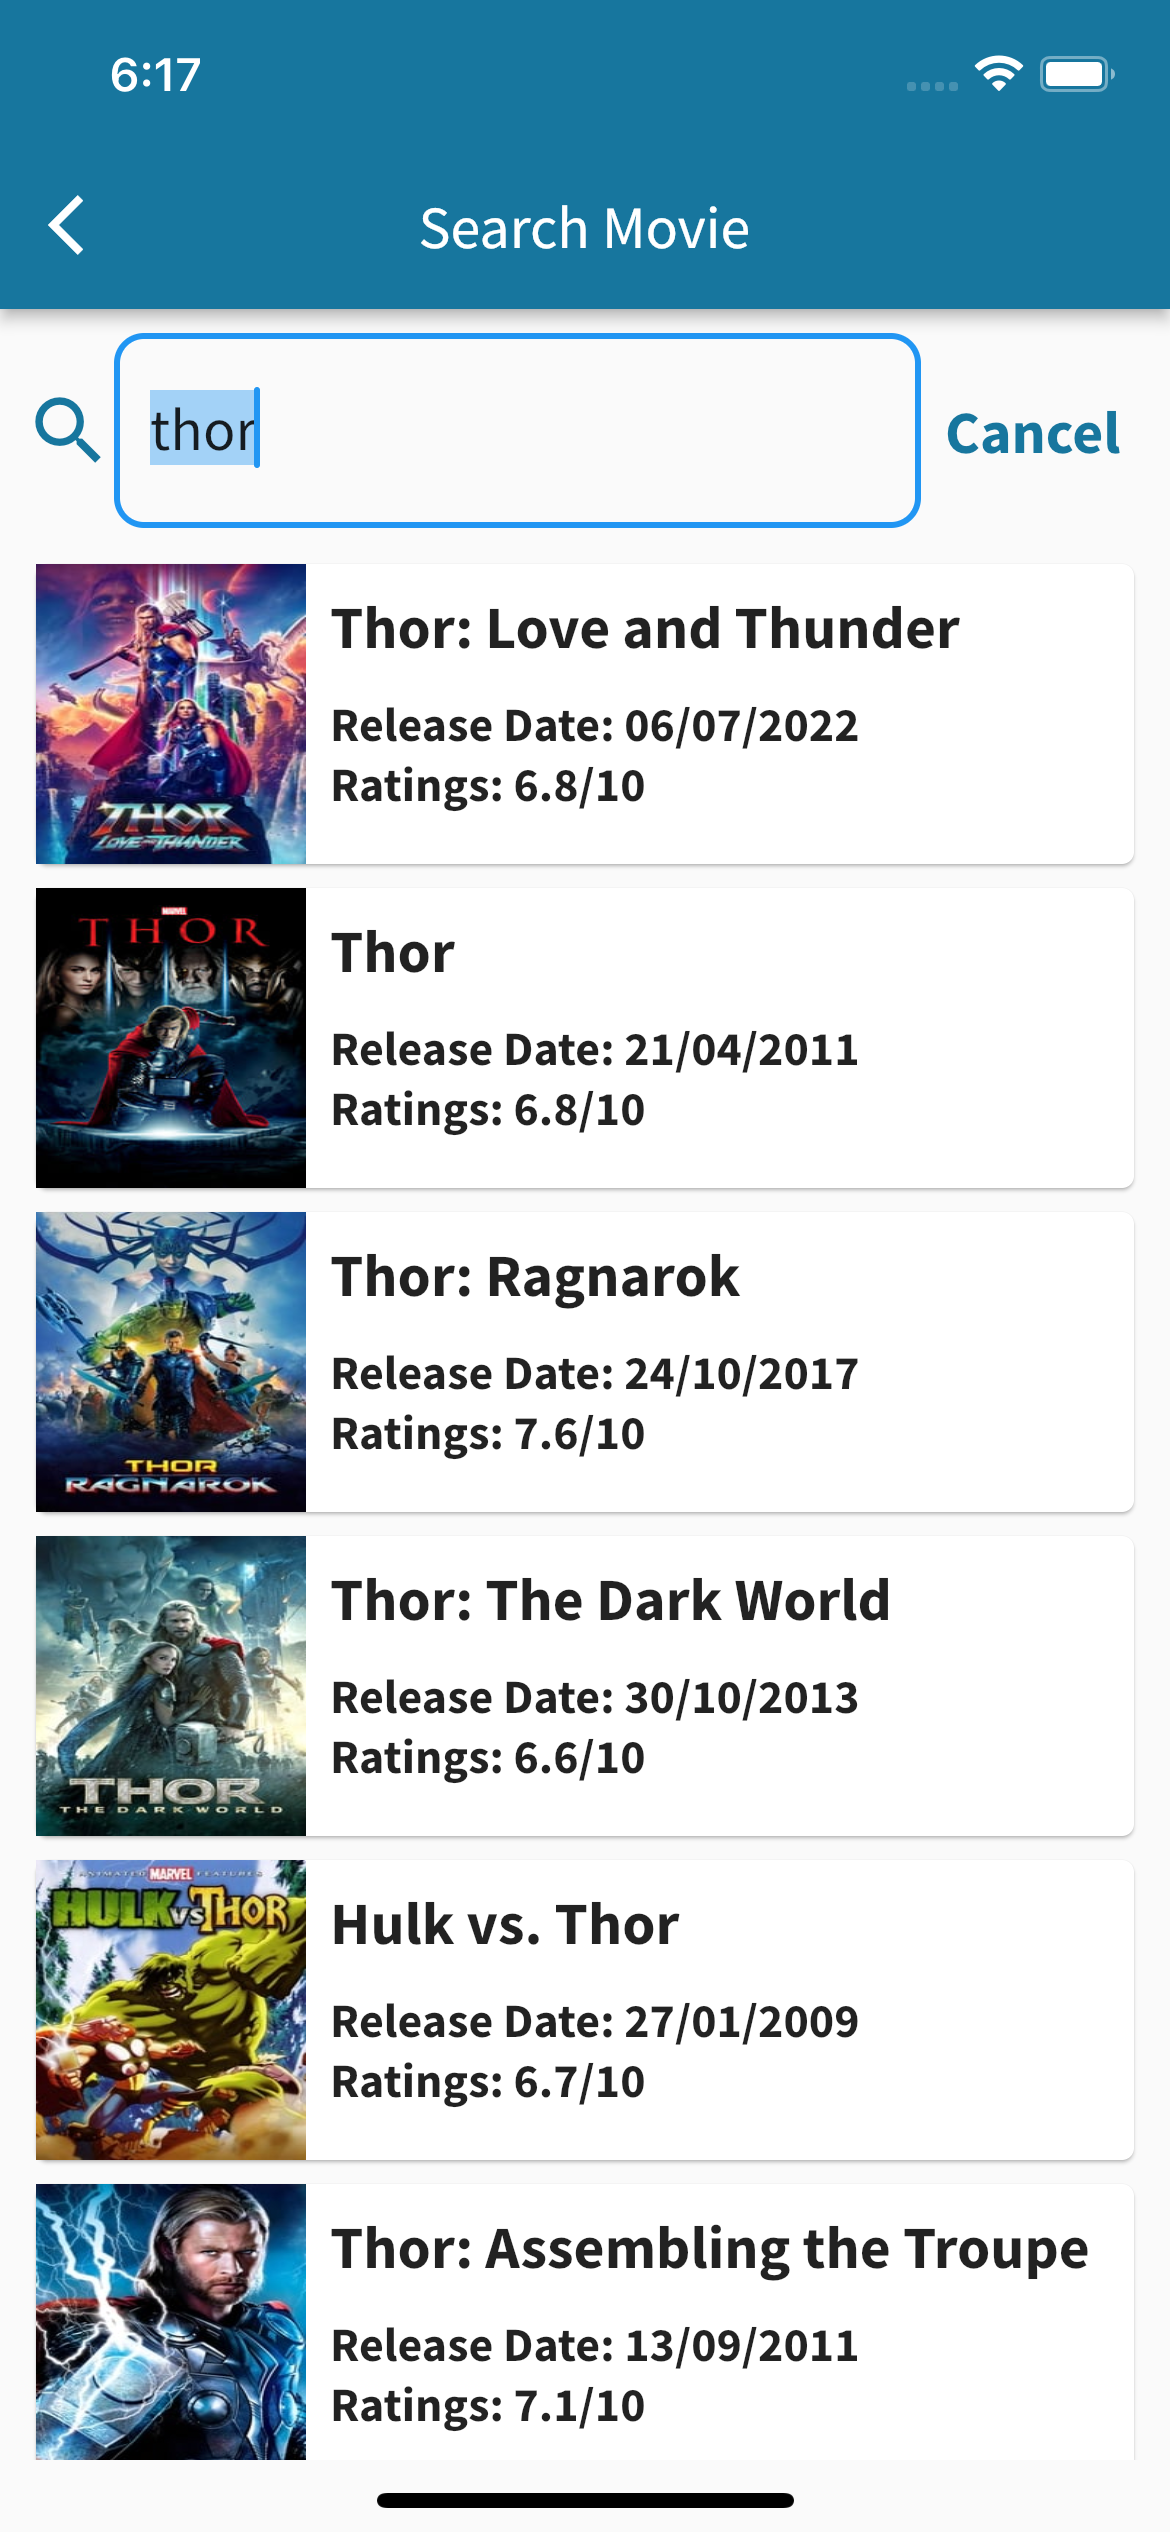 6:17
Search Movie
thor
Cancel
Thor: Love and Thunder
Release Date: 06/07/2022
Ratings: 6.8/10
THOR
LOVE AND THUNDER
Thor
Release Date: 21/04/2011
Ratings: 6.8/10
MARVEL
THOR
Thor: Ragnarok
Release Date: 24/10/2017
Ratings: 7.6/10
THOR
RAGNAROK
Thor: The Dark World
Release Date: 30/10/2013
Ratings: 6.6/10
THOR
THE DARK WORLD
Hulk vs. Thor
Release Date: 27/01/2009
Ratings: 6.7/10
ANIMATED MARVEL FEATURES
HULK vs THOR
Thor: Assembling the Troupe
Release Date: 13/09/2011
Ratings: 7.1/10